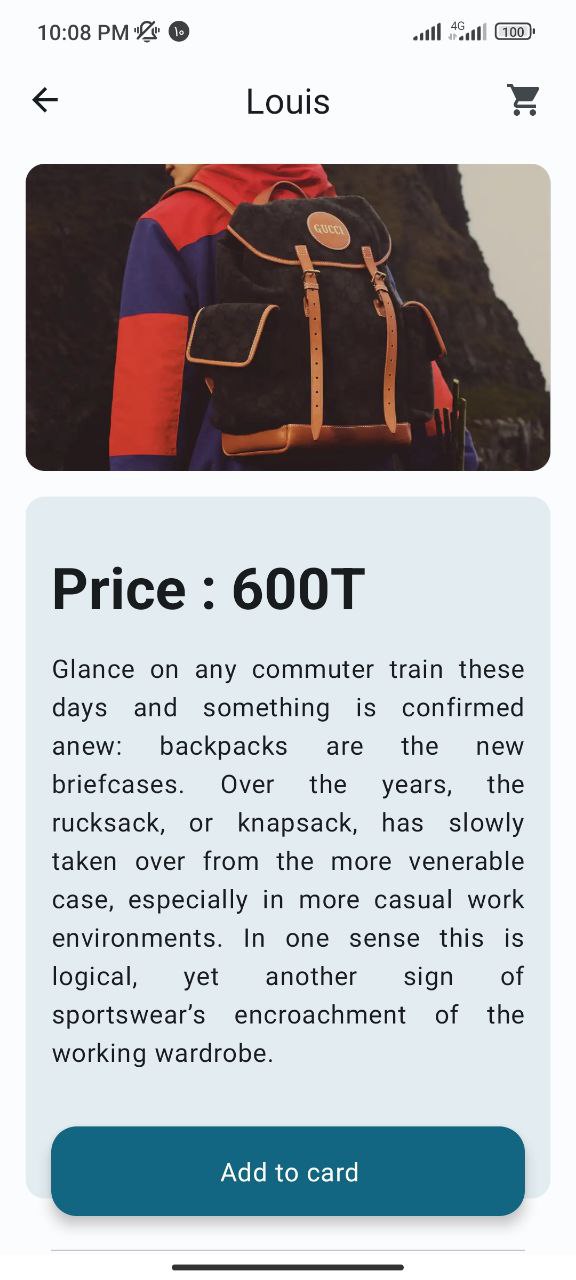 10:08 PM ۱۰ 4G 100
Louis
GUCCI
Price : 600T
Glance on any commuter train these
days and something is confirmed
anew: backpacks are the new
briefcases. Over the years, the
rucksack, or knapsack, has slowly
taken over from the more venerable
case, especially in more casual work
environments. In one sense this is
logical, yet another sign of
sportswear’s encroachment of the
working wardrobe.
Add to card